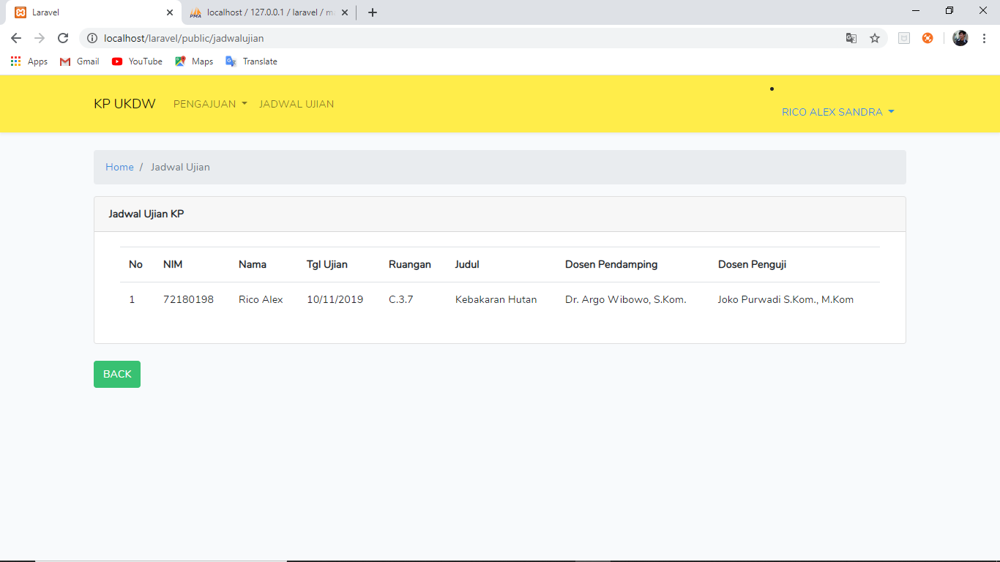 Laravel
localhost / 127.0.0.1 / laravel / m
localhost/laravel/public/jadwalujian
Apps Gmail YouTube Maps Translate
KP UKDW PENGAJUAN JADWAL UJIAN
RICO ALEX SANDRA
Home / Jadwal Ujian
Jadwal Ujian KP
No NIM Nama Tgl Ujian Ruangan Judul Dosen Pendamping Dosen Penguji
1 72180198 Rico Alex 10/11/2019 C.3.7 Kebakaran Hutan Dr. Argo Wibowo, S.Kom. Joko Purwadi S.Kom., M.Kom
BACK